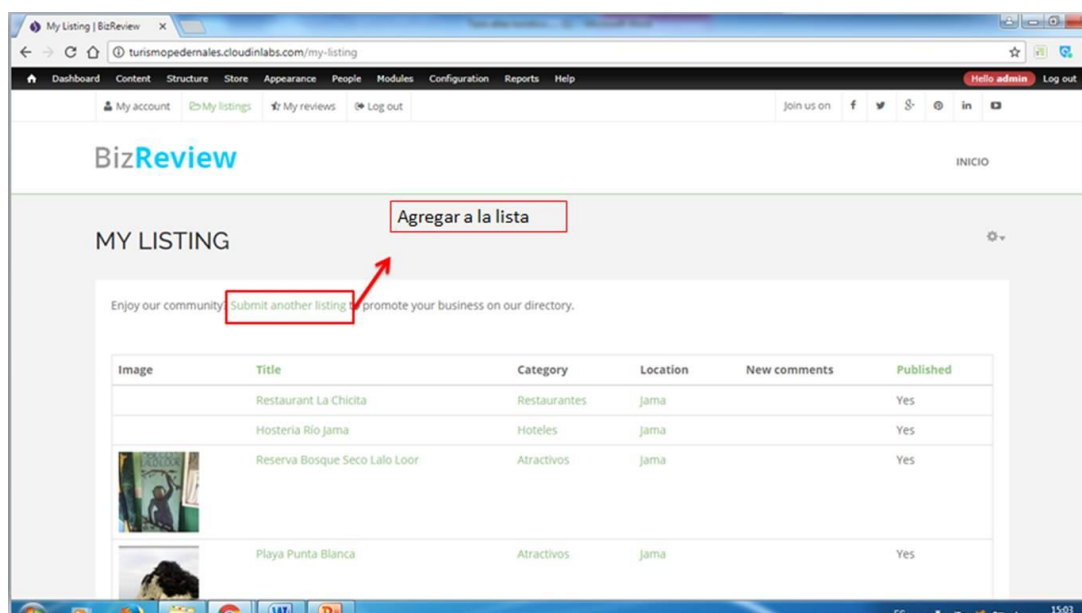 My Listing | BizReview
turismopedernales.cloudinlabs.com/my-listing
Dashboard Content Structure Store Appearance People Modules Configuration Reports Help Hello admin Log out
My account My listings My reviews Log out Join us on
BizReview INICIO
Agregar a la lista
MY LISTING
Enjoy our community? Submit another listing to promote your business on our directory.
Image Title Category Location New comments Published
Restaurant La Chicita Restaurantes Jama Yes
Hosteria Río Jama Hoteles Jama Yes
Reserva Bosque Seco Lalo Loor Atractivos Jama Yes
Playa Punta Blanca Atractivos Jama Yes
15:03